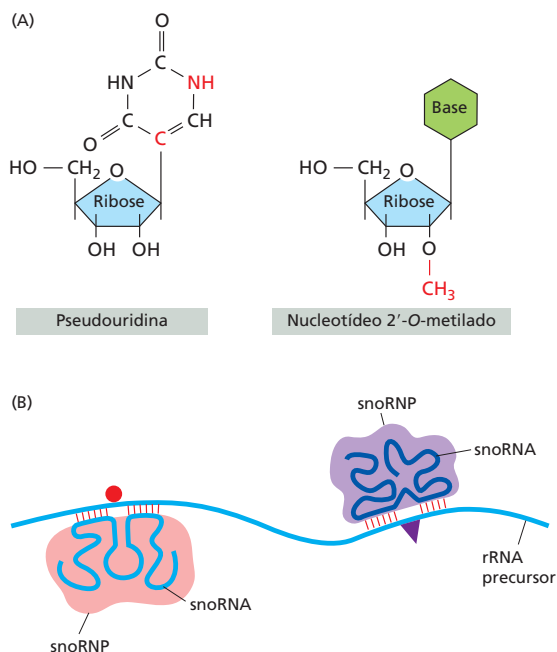 (A)
O
C
HN
NH
C
CH
O
C
HO
CH2
O
Ribose
OH
OH
Pseudouridina
Base
HO
CH2
O
Ribose
OH
O
CH3
Nucleotídeo 2′-O-metilado
(B)
snoRNP
snoRNA
rRNA
precursor
snoRNA
snoRNP